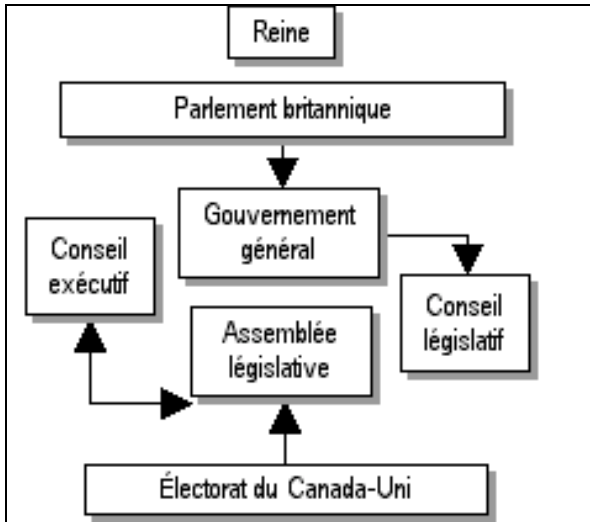 Reine
Parlement britannique
Gouvernement
général
Conseil
exécutif
Conseil
législatif
Assemblée
législative
Électorat du Canada-Uni